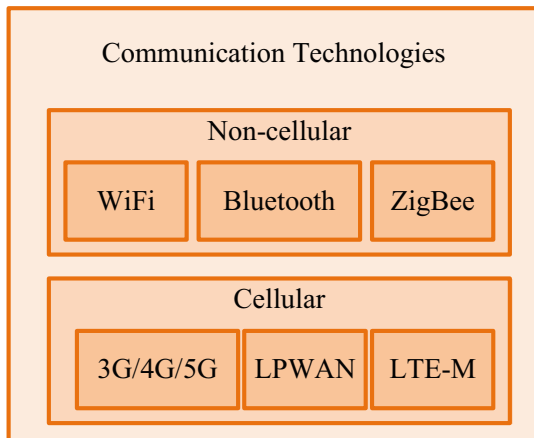 Communication Technologies
Non-cellular
WiFi Bluetooth ZigBee
Cellular
3G/4G/5G LPWAN LTE-M